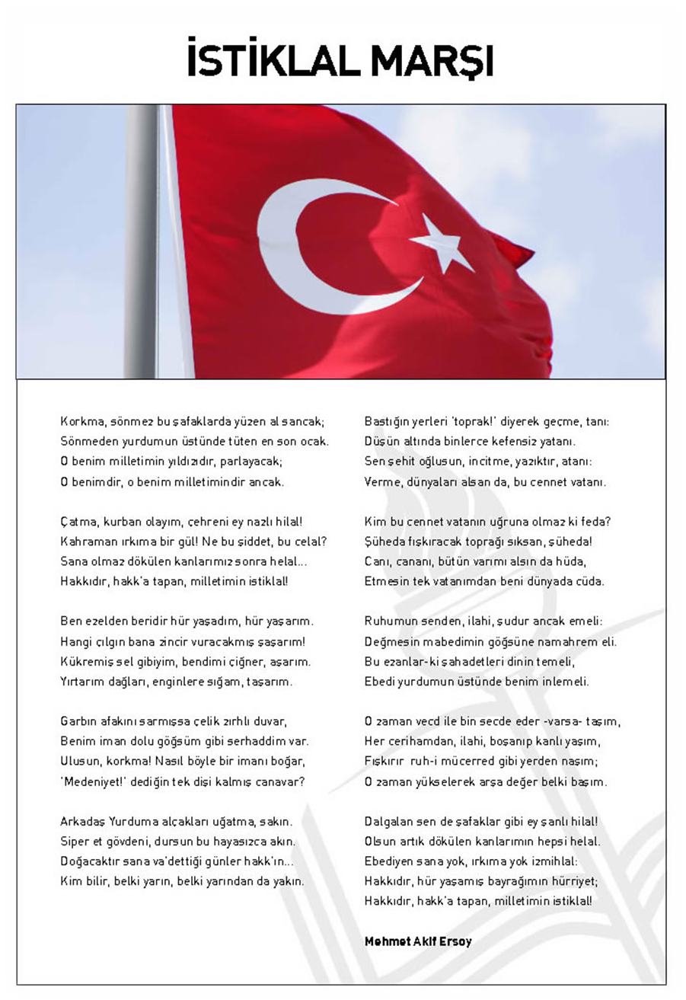 İSTİKLAL MARŞI
Korkma, sönmez bu şafaklarda yüzen al sancak;
Sönmeden yurdumun üstünde tüten en son ocak.
O benim milletimin yıldızıdır, parlayacak;
O benimdir, o benim milletimindir ancak.
Çatma, kurban olayım, çehreni ey nazlı hilal!
Kahraman ırkıma bir gül! Ne bu şiddet, bu celal?
Sana olmaz dökülen kanlarımız sonra helal...
Hakkıdır, hakk'a tapan, milletimin istiklal!
Ben ezelden beridir hür yaşadım, hür yaşarım.
Hangi çılgın bana zincir vuracakmış şaşarım!
Kükremiş sel gibiyim, bendimi çiğner, aşarım.
Yırtarım dağları, enginlere sığam, taşarım.
Garbın afakını sarmışsa çelik zırhlı duvar,
Benim iman dolu göğsüm gibi serhaddim var.
Ulusun, korkma! Nasıl böyle bir imanı boğar,
'Medeniyet!' dediğin tek dişi kalmış canavar?
Arkadaş Yurduma alçakları uğatma, sakın.
Siper et gövdeni, dursun bu hayasızca akın.
Doğacaktır sana va'dettiği günler hakk'ın...
Kim bilir, belki yarın, belki yarından da yakın.
Bastığın yerleri 'toprak!' diyerek geçme, tanı:
Düşün altında binlerce kefensiz yatanı.
Sen şehit oğlusun, incitme, yazıktır, atanı:
Verme, dünyaları alsan da, bu cennet vatanı.
Kim bu cennet vatanın uğruna olmaz ki feda?
Şüheda fışkıracak toprağı sıksan, şüheda!
Canı, cananı, bütün varımı alsın da hüda,
Etmesin tek vatanımdan beni dünyada cüda.
Ruhumun senden, ilahi, şudur ancak emeli:
Değmesin mabedimin göğsüne namahrem eli.
Bu ezanlar-ki şahadetleri dinin temeli,
Ebedi yurdumun üstünde benim inlemeli.
O zaman vecd ile bin secde eder -varsa- taşım,
Her cerihamdan, ilahi, boşanıp kanlı yaşım,
Fışkırır ruh-i mücerred gibi yerden naşım;
O zaman yükselerek arşa değer belki başım.
Dalgalan sen de şafaklar gibi ey şanlı hilal!
Olsun artık dökülen kanlarımın hepsi helal.
Ebediyen sana yok, ırkıma yok izmihlal:
Hakkıdır, hür yaşamış bayrağımın hürriyet;
Hakkıdır, hakk'a tapan, milletimin istiklal!
Mehmet Akif Ersoy